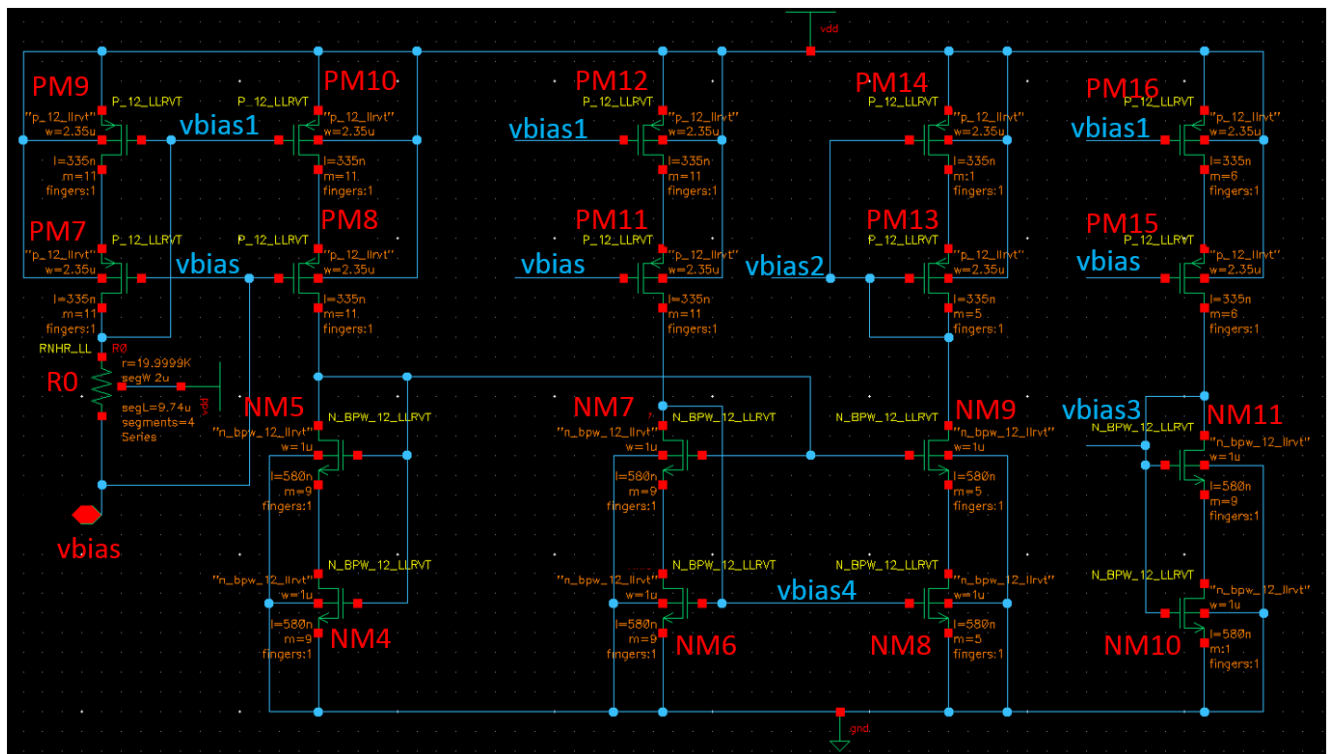 vdd
PM9
P_12_LLRVT
"p_12_llrvt"
w=2.35u
l=335n
m=11
fingers:1
vbias1
PM10
P_12_LLRVT
"p_12_llrvt"
w=2.35u
l=335n
m=11
fingers:1
PM12
P_12_LLRVT
"p_12_llrvt"
w=2.35u
vbias1
l=335n
m=11
fingers:1
PM14
P_12_LLRVT
"p_12_llrvt"
w=2.35u
l=335n
m:1
fingers:1
PM16
P_12_LLRVT
"p_12_llrvt"
w=2.35u
vbias1
l=335n
m=6
fingers:1
PM7
P_12_LLRVT
"p_12_llrvt"
w=2.35u
l=335n
m=11
fingers:1
vbias
PM8
P_12_LLRVT
"p_12_llrvt"
w=2.35u
l=335n
m=11
fingers:1
PM11
P_12_LLRVT
"p_12_llrvt"
w=2.35u
vbias
l=335n
m=11
fingers:1
PM13
P_12_LLRVT
"p_12_llrvt"
w=2.35u
vbias2
l=335n
m=5
fingers:1
PM15
P_12_LLRVT
"p_12_llrvt"
w=2.35u
vbias
l=335n
m=6
fingers:1
RNHR_LL
R0
r=19.9999K
segW 2u
R0
vdd
segL=9.74u
segments=4
Series
vbias
NM5
N_BPW_12_LLRVT
"n_bpw_12_llrvt"
w=1u
l=580n
m=9
fingers:1
NM7
?
N_BPW_12_LLRVT
"n_bpw_12_llrvt"
w=1u
l=580n
m=9
fingers:1
NM9
N_BPW_12_LLRVT
"n_bpw_12_llrvt"
w=1u
l=580n
m=5
fingers:1
vbias3
NM11
N_BPW_12_LLRVT
"n_bpw_12_llrvt"
w=1u
l=580n
m=9
fingers:1
N_BPW_12_LLRVT
"n_bpw_12_llrvt"
w=1u
l=580n
m=9
fingers:1
NM4
N_BPW_12_LLRVT
"n_bpw_12_llrvt"
w=1u
l=580n
m=9
fingers:1
NM6
vbias4
N_BPW_12_LLRVT
"n_bpw_12_llrvt"
w=1u
l=580n
m=5
fingers:1
NM8
N_BPW_12_LLRVT
"n_bpw_12_llrvt"
w=1u
l=580n
m:1
fingers:1
NM10
gnd